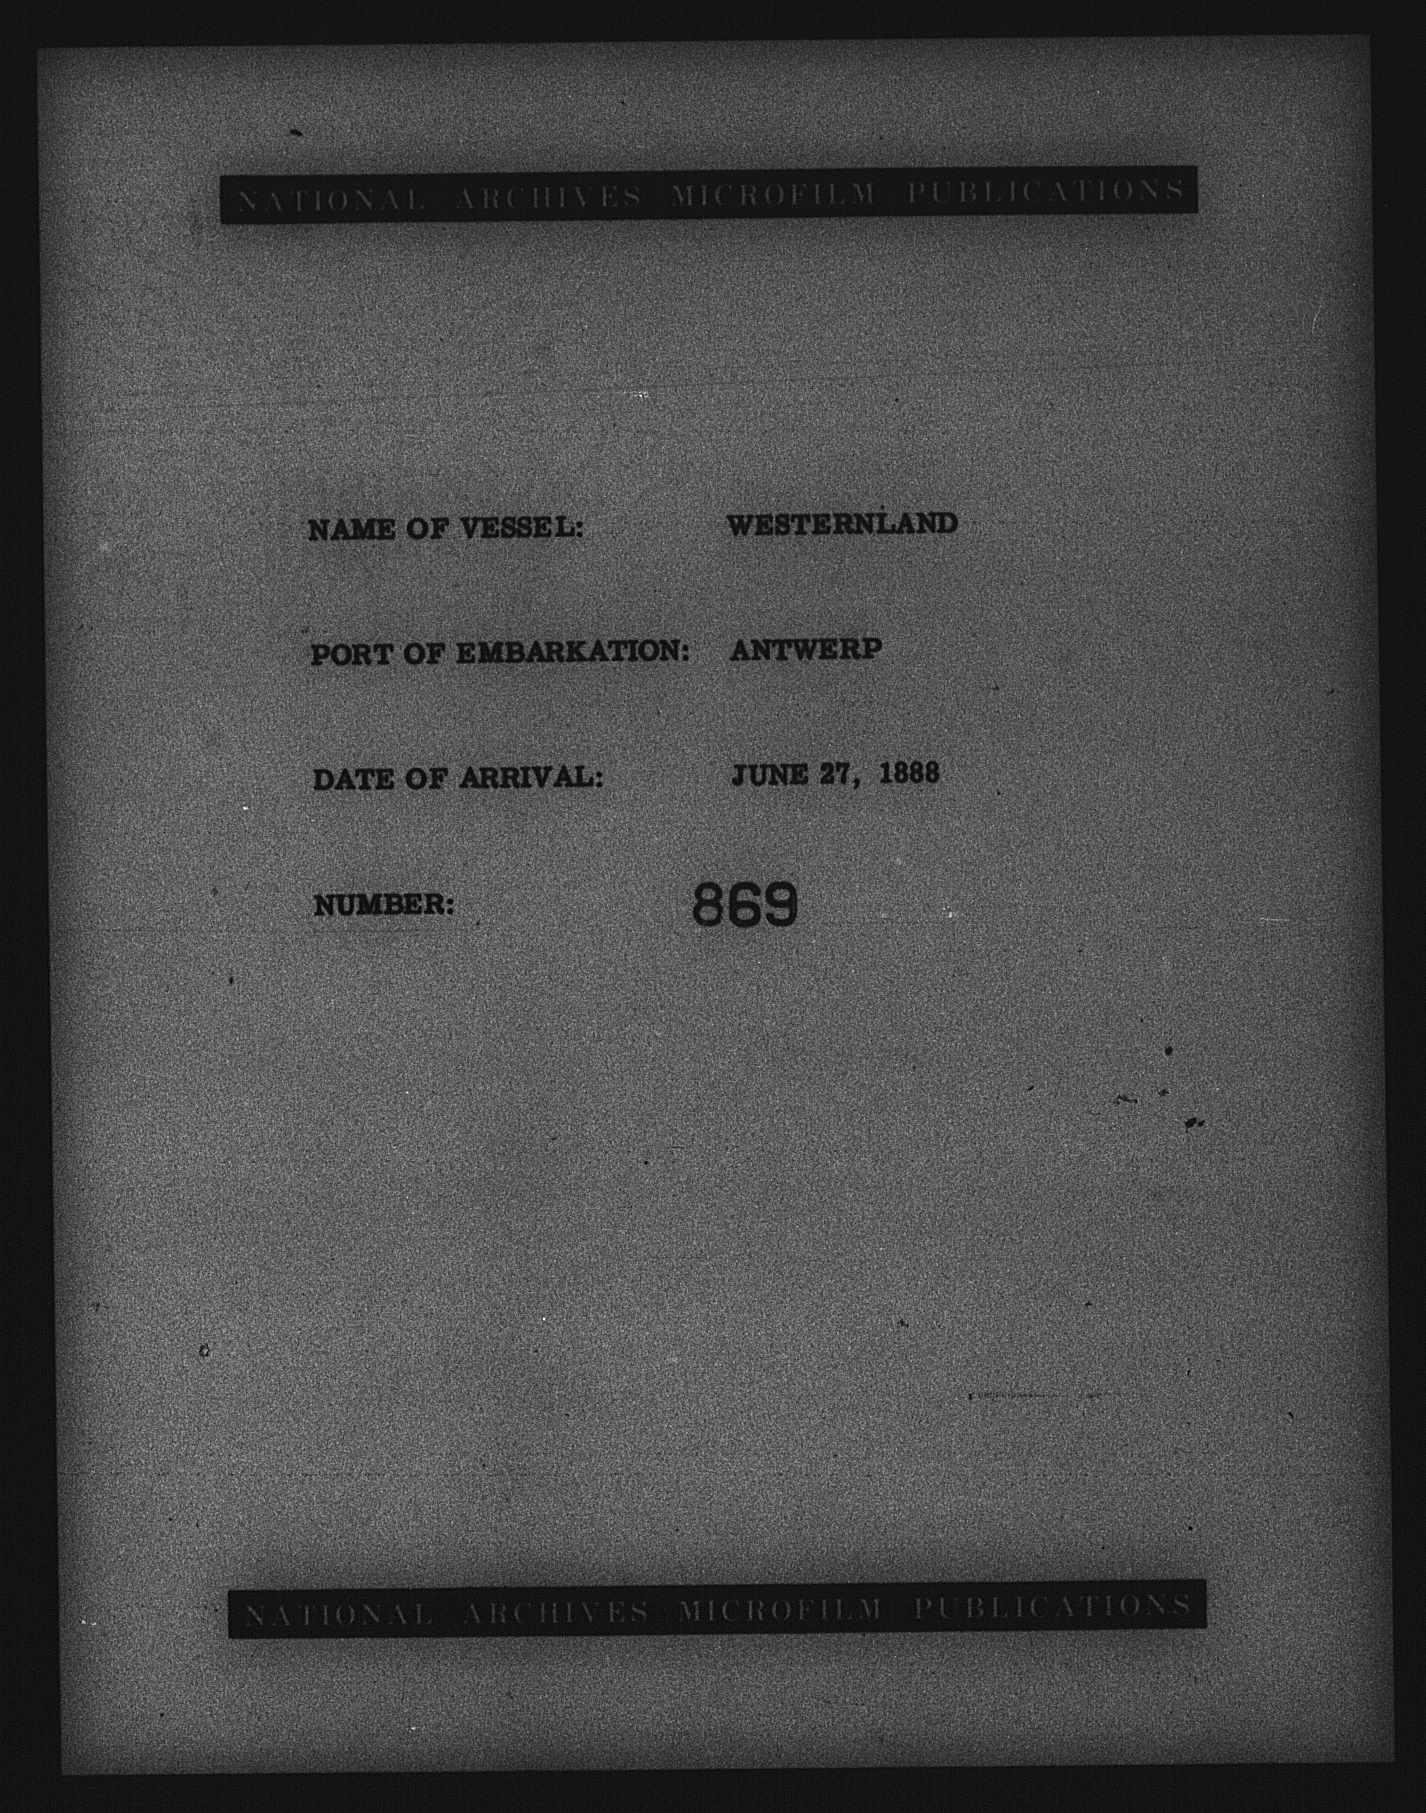 NATIONAL ARCHIVES MICROFILM PUBLICATIONS
NAME OF VESSEL: WESTERNLAND
PORT OF EMBARKATION: ANTWERP
DATE OF ARRIVAL: JUNE 27, 1888
NUMBER: 869
NATIONAL ARCHIVES MICROFILM PUBLICATIONS